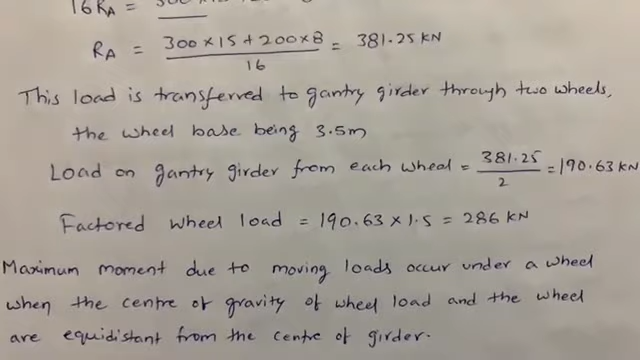 16RA =
RA = 300×15 + 200×8 / 16 = 381.25 KN
This load is transferred to gantry girder through two wheels,
the wheel base being 3.5m
Load on gantry girder from each wheel = 381.25 / 2 = 190.63 KN
Factored wheel load = 190.63 × 1.5 = 286 KN
Maximum moment due to moving loads occur under a wheel
when the centre of gravity of wheel load and the wheel
are equidistant from the centre of girder.